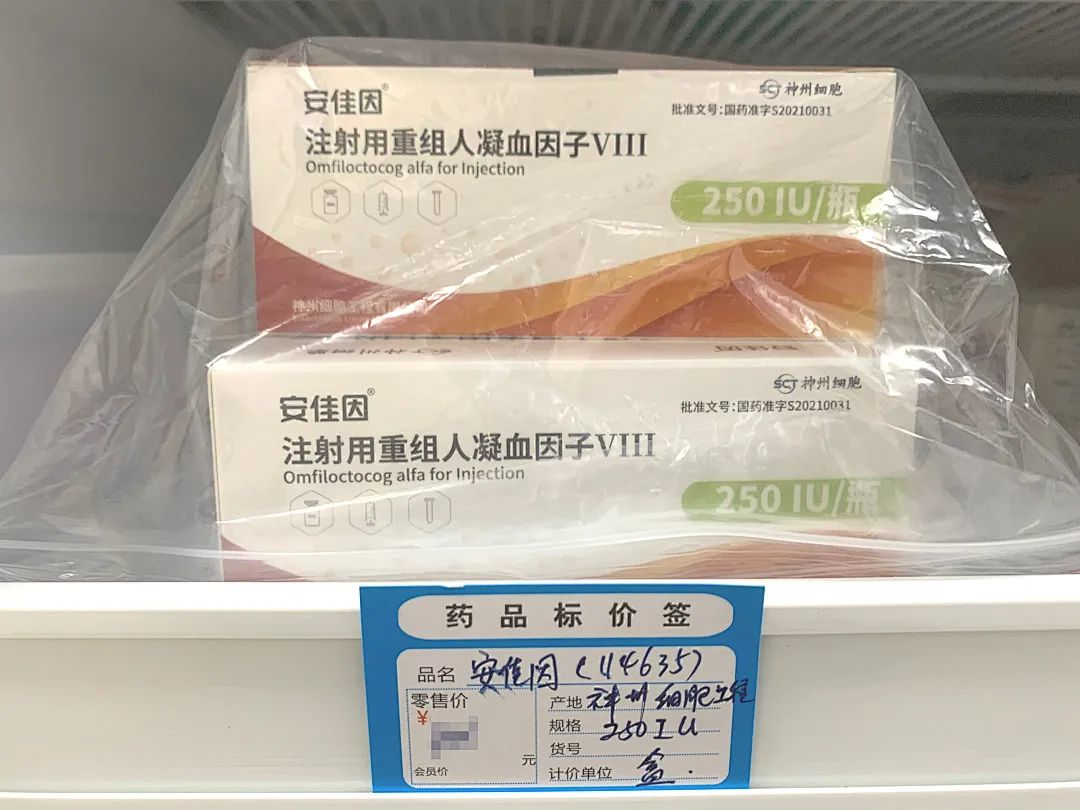 安佳因®
SCT 神州细胞
批准文号:国药准字S20210031
注射用重组人凝血因子VIII
Omfiloctocog alfa for Injection
250 IU/瓶
安佳因®
SCT 神州细胞
批准文号:国药准字S20210031
注射用重组人凝血因子VIII
Omfiloctocog alfa for Injection
250 IU/瓶
药品标价签
品名 安佳因(114635)
零售价
¥
元
会员价
产地 神州细胞工程
规格 250IU
货号
计价单位 盒.